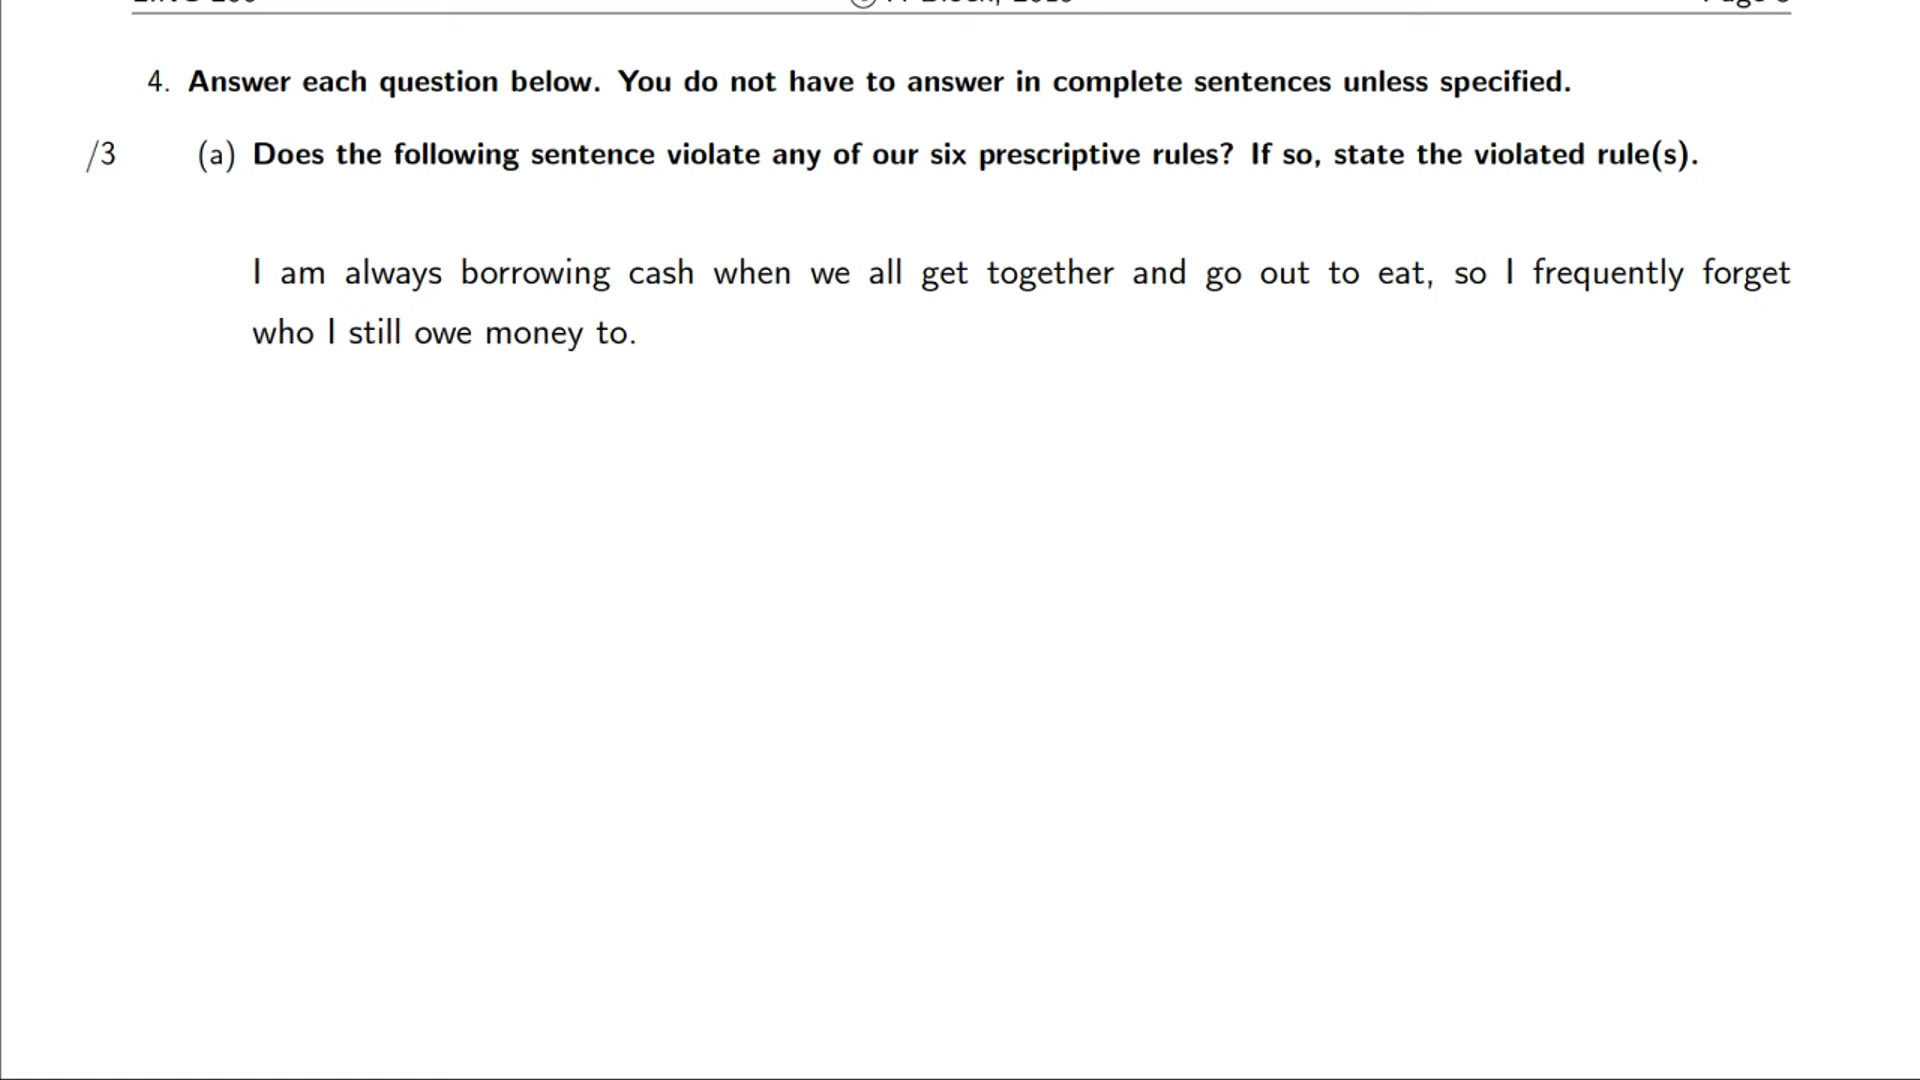 4. Answer each question below. You do not have to answer in complete sentences unless specified.
/3 (a) Does the following sentence violate any of our six prescriptive rules? If so, state the violated rule(s).
I am always borrowing cash when we all get together and go out to eat, so I frequently forget
who I still owe money to.